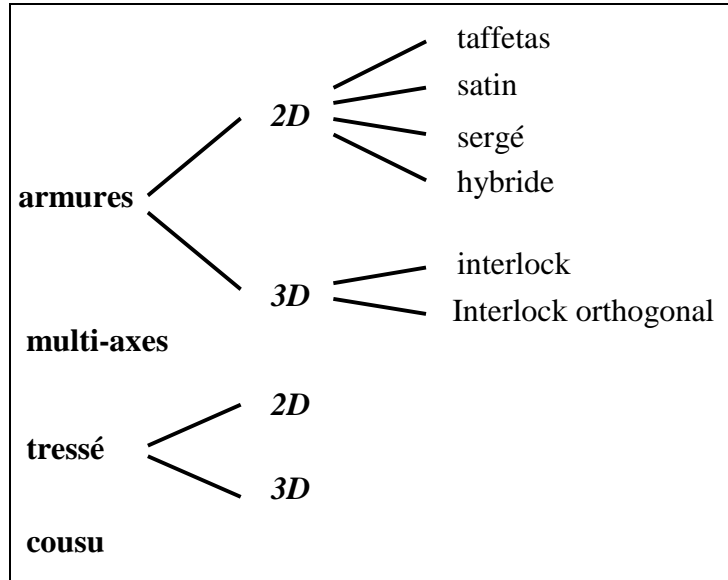 taffetas
satin
2D
sergé
hybride
armures
interlock
3D
Interlock orthogonal
multi-axes
2D
tressé
3D
cousu